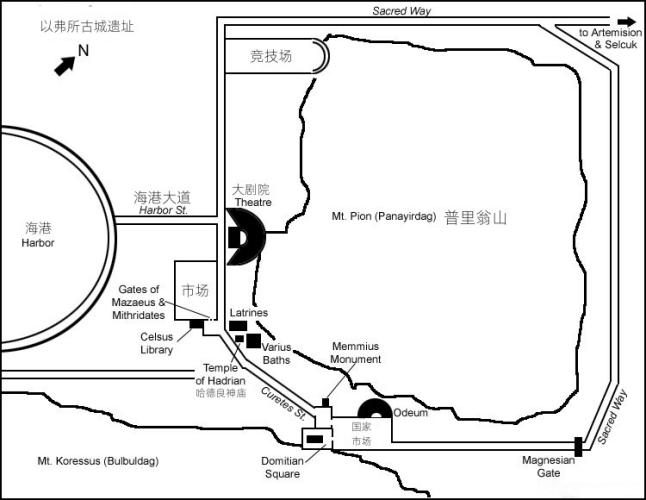 Sacred Way
以弗所古城遗址
N
to Artemision
& Selcuk
竞技场
大剧院
Theatre
海港大道
Harbor St.
Mt. Pion (Panayirdag) 普里翁山
海港
Harbor
市场
Gates of
Mazaeus &
Mithridates
Latrines
Celsus
Library
Varius
Baths
Memmius
Monument
Temple
of Hadrian
哈德良神庙
Curetes St.
Odeum
国家
市场
Sacred Way
Mt. Koressus (Bulbuldag)
Domitian
Square
Magnesian
Gate